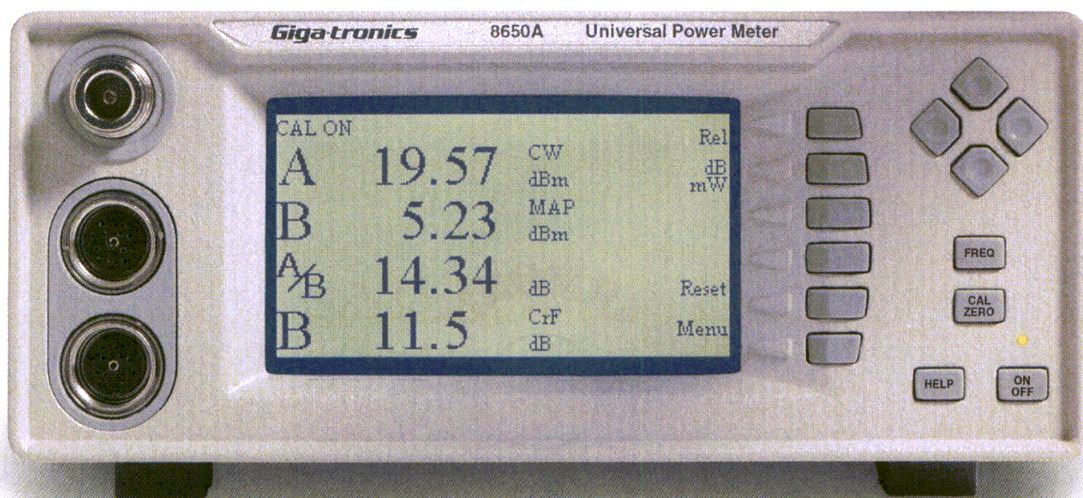 Giga-tronics 8650A Universal Power Meter
CAL ON
Rel
A 19.57 CW dBm
dB
mW
B 5.23 MAP dBm
A/B 14.34 dB
Reset
B 11.5 CrF dB
Menu
FREQ
CAL
ZERO
HELP
ON
OFF